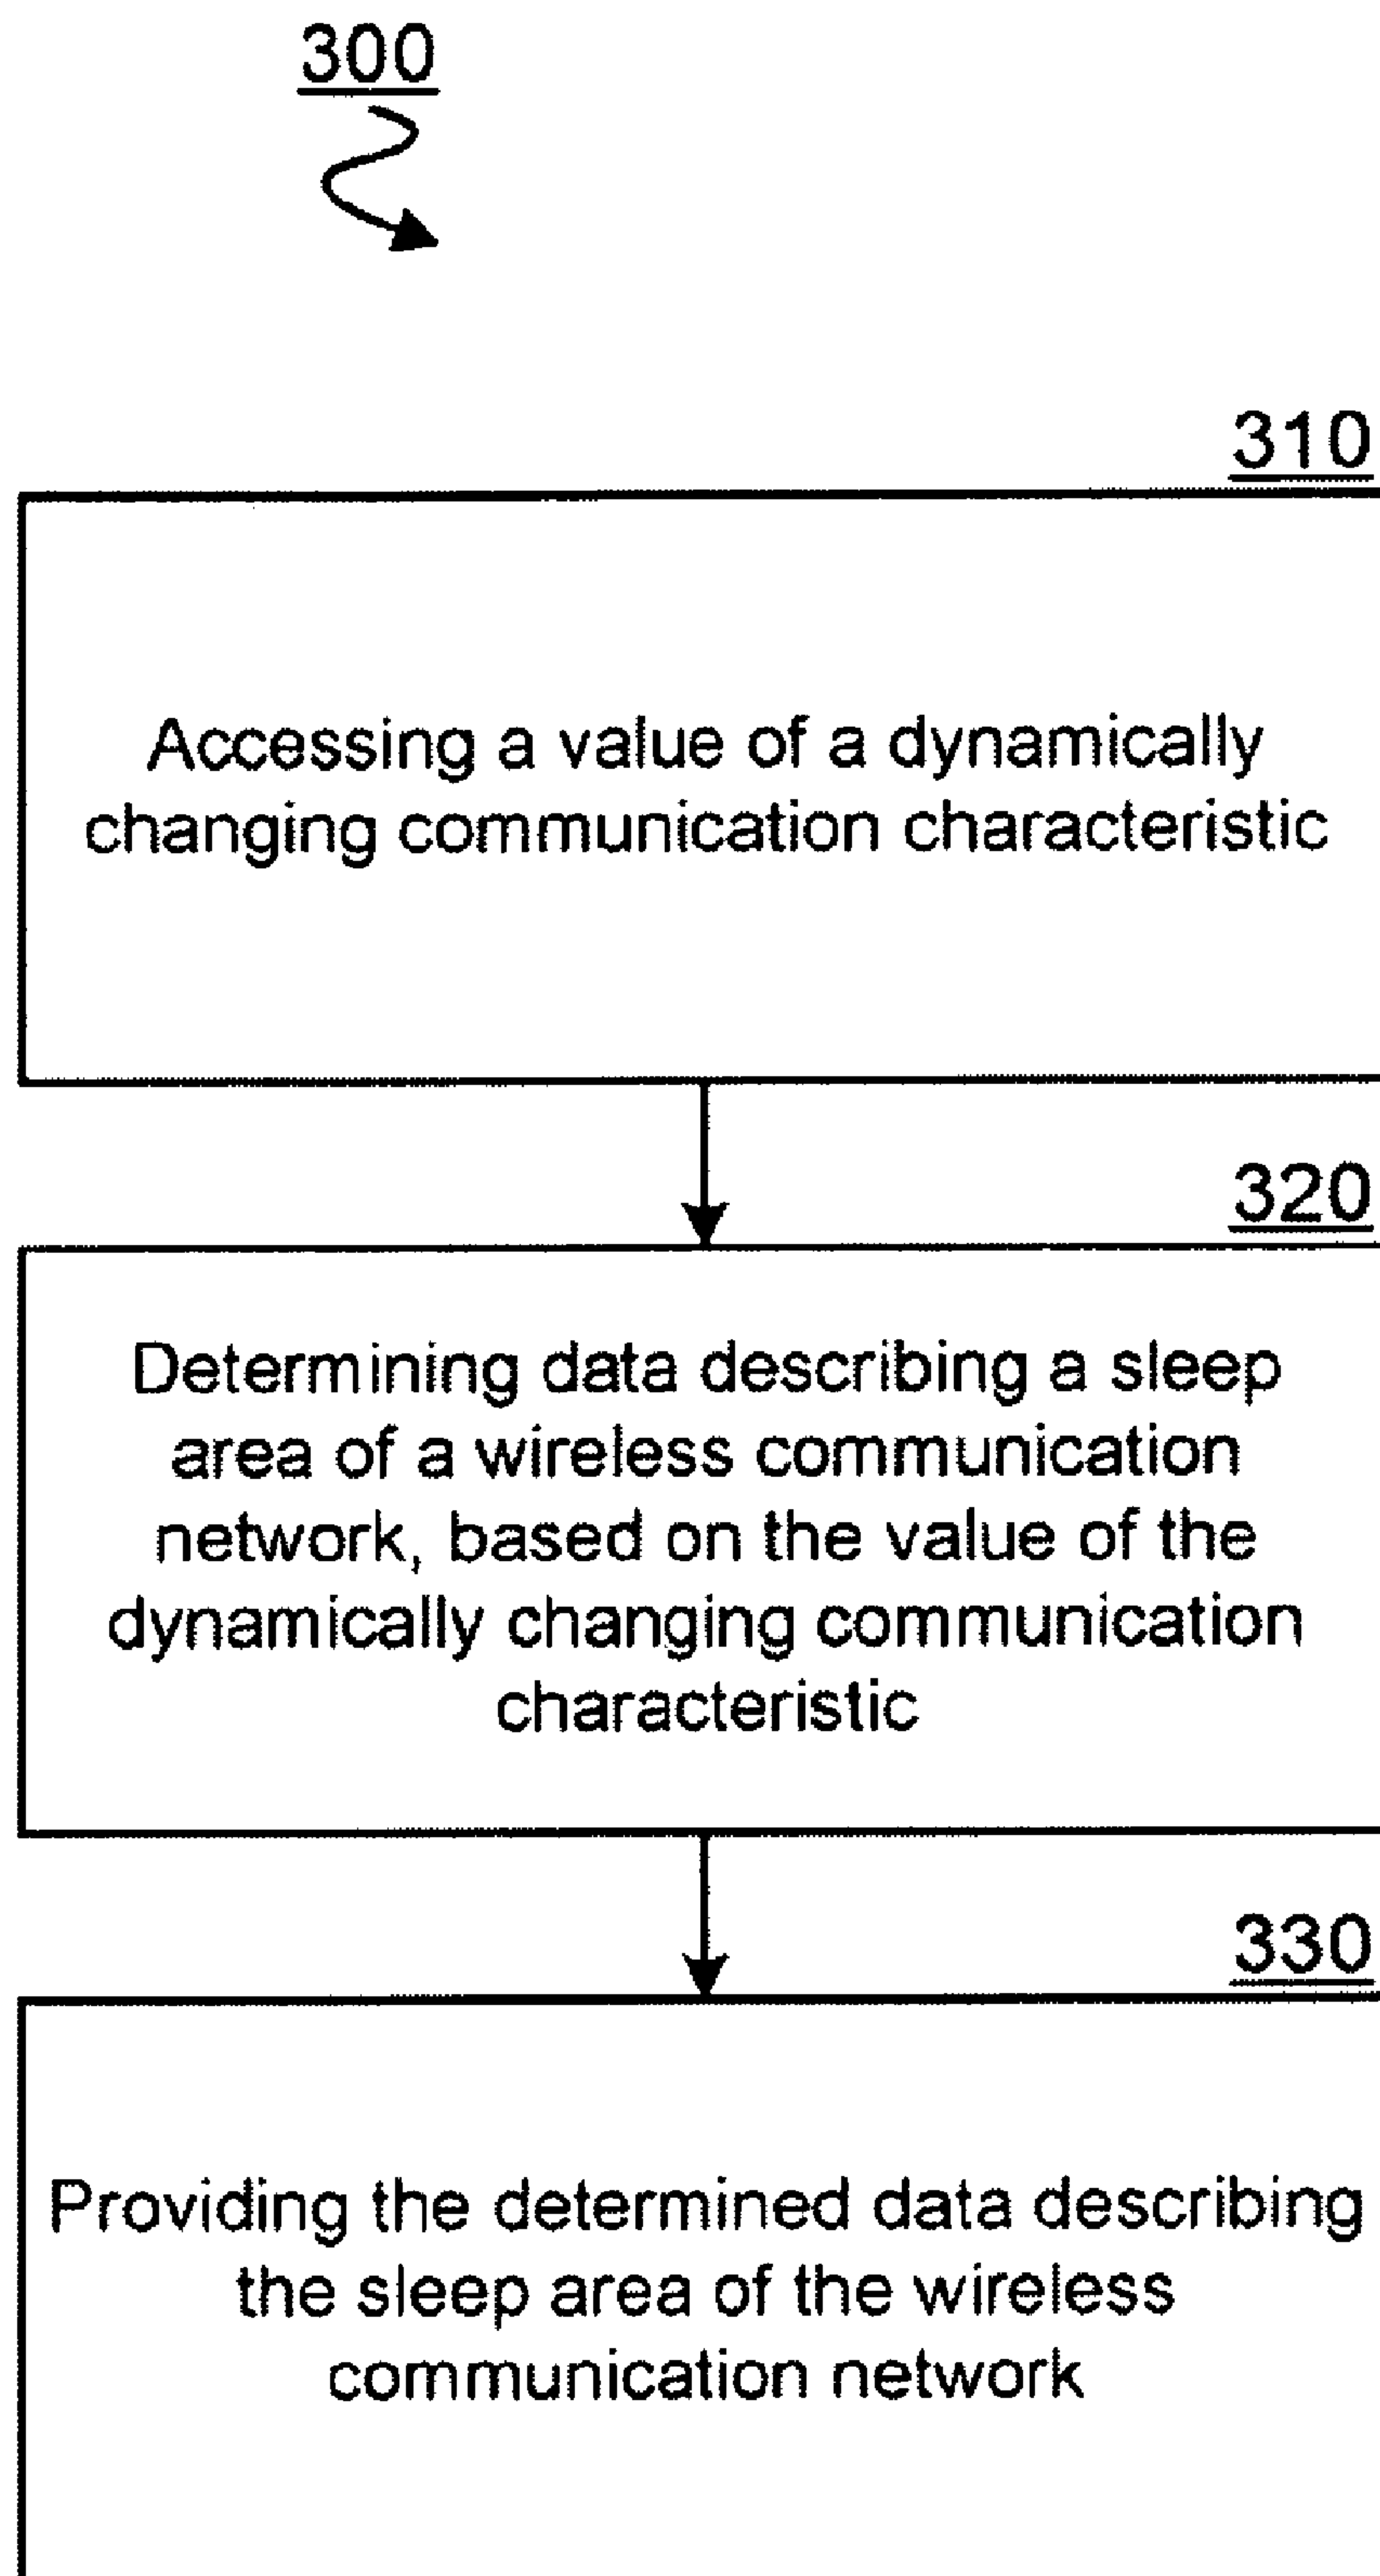 300
310
Accessing a value of a dynamically
changing communication characteristic
320
Determining data describing a sleep
area of a wireless communication
network, based on the value of the
dynamically changing communication
characteristic
330
Providing the determined data describing
the sleep area of the wireless
communication network